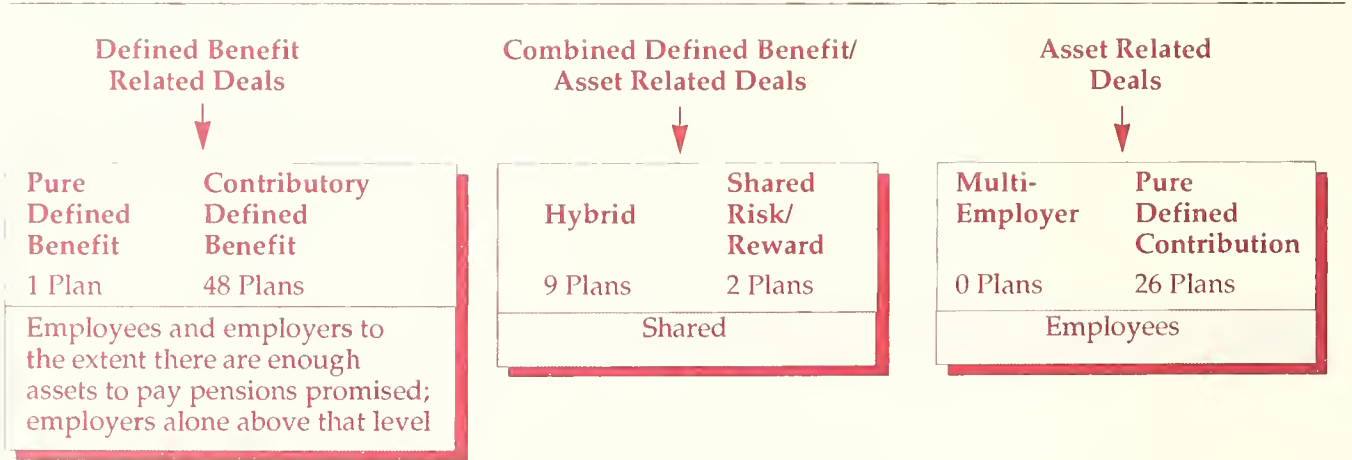 Defined Benefit
Related Deals
Pure
Defined
Benefit
1 Plan
Contributory
Defined
Benefit
48 Plans
Employees and employers to
the extent there are enough
assets to pay pensions promised;
employers alone above that level
Combined Defined Benefit/
Asset Related Deals
Hybrid
9 Plans
Shared
Risk/
Reward
2 Plans
Shared
Asset Related
Deals
Multi-
Employer
0 Plans
Pure
Defined
Contribution
26 Plans
Employees